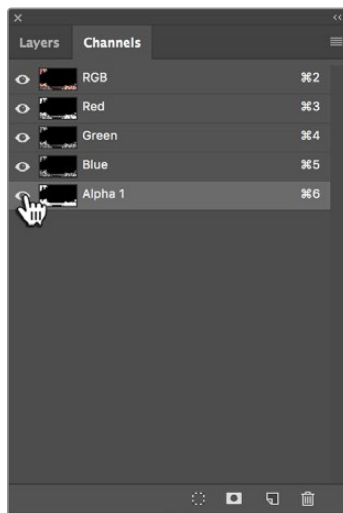 Layers Channels
RGB ⌘2
Red ⌘3
Green ⌘4
Blue ⌘5
Alpha 1 ⌘6